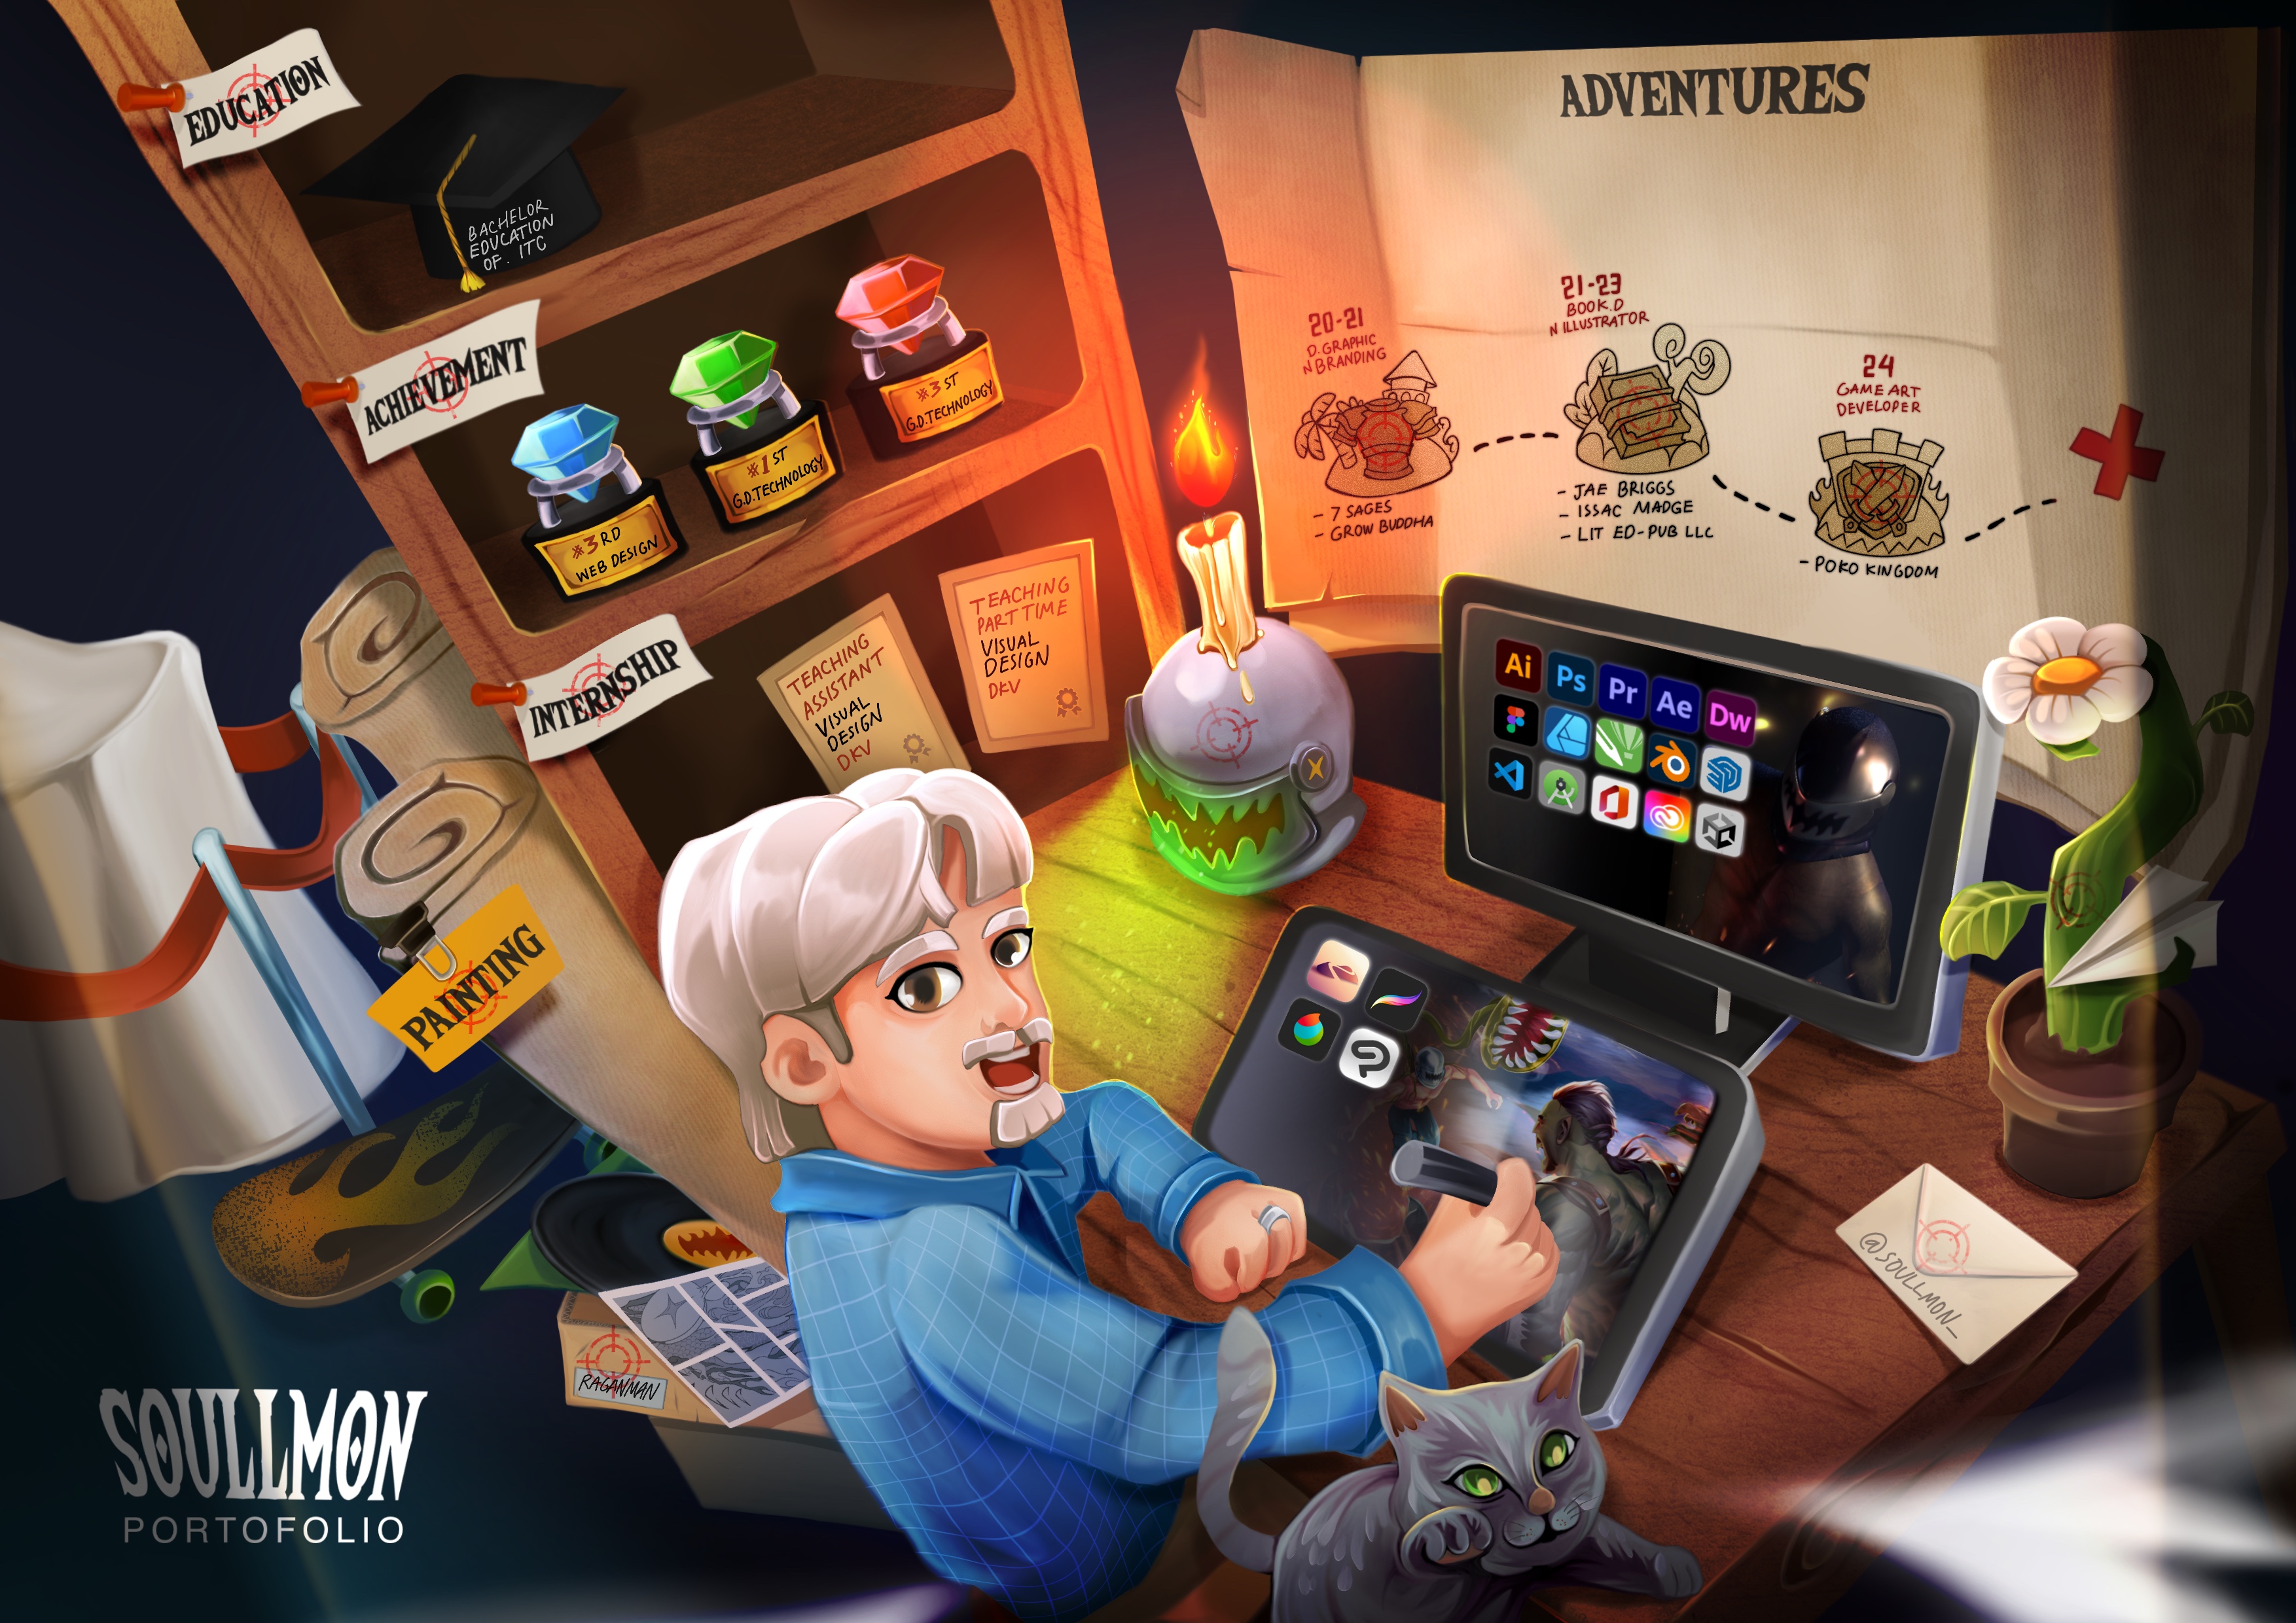 EDUCATION
BACHELOR
EDUCATION
OF. ITC
ACHIEVEMENT
#3RD
WEB DESIGN
#1ST
G.D.TECHNOLOGY
#3ST
G.D.TECHNOLOGY
INTERNSHIP
TEACHING
ASSISTANT
VISUAL
DESIGN
DKV
TEACHING
PART TIME
VISUAL
DESIGN
DKV
ADVENTURES
20-21
D.GRAPHIC
N BRANDING
- 7 SAGES
- GROW BUDDHA
21-23
BOOK.D
N ILLUSTRATOR
- JAE BRIGGS
- ISSAC MADGE
- LIT ED-PUB LLC
24
GAME ART
DEVELOPER
- POKO KINGDOM
Ai Ps Pr Ae Dw
PAINTING
@SOULLMON_
RAGANMAN
SOULLMON
PORTOFOLIO